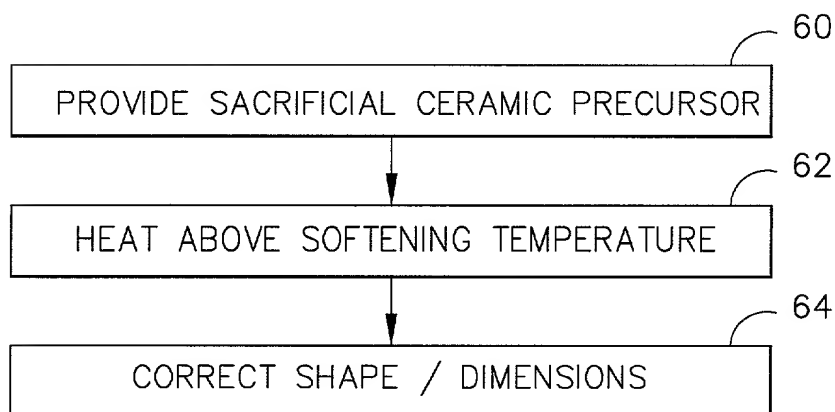 60
PROVIDE SACRIFICIAL CERAMIC PRECURSOR
62
HEAT ABOVE SOFTENING TEMPERATURE
64
CORRECT SHAPE / DIMENSIONS